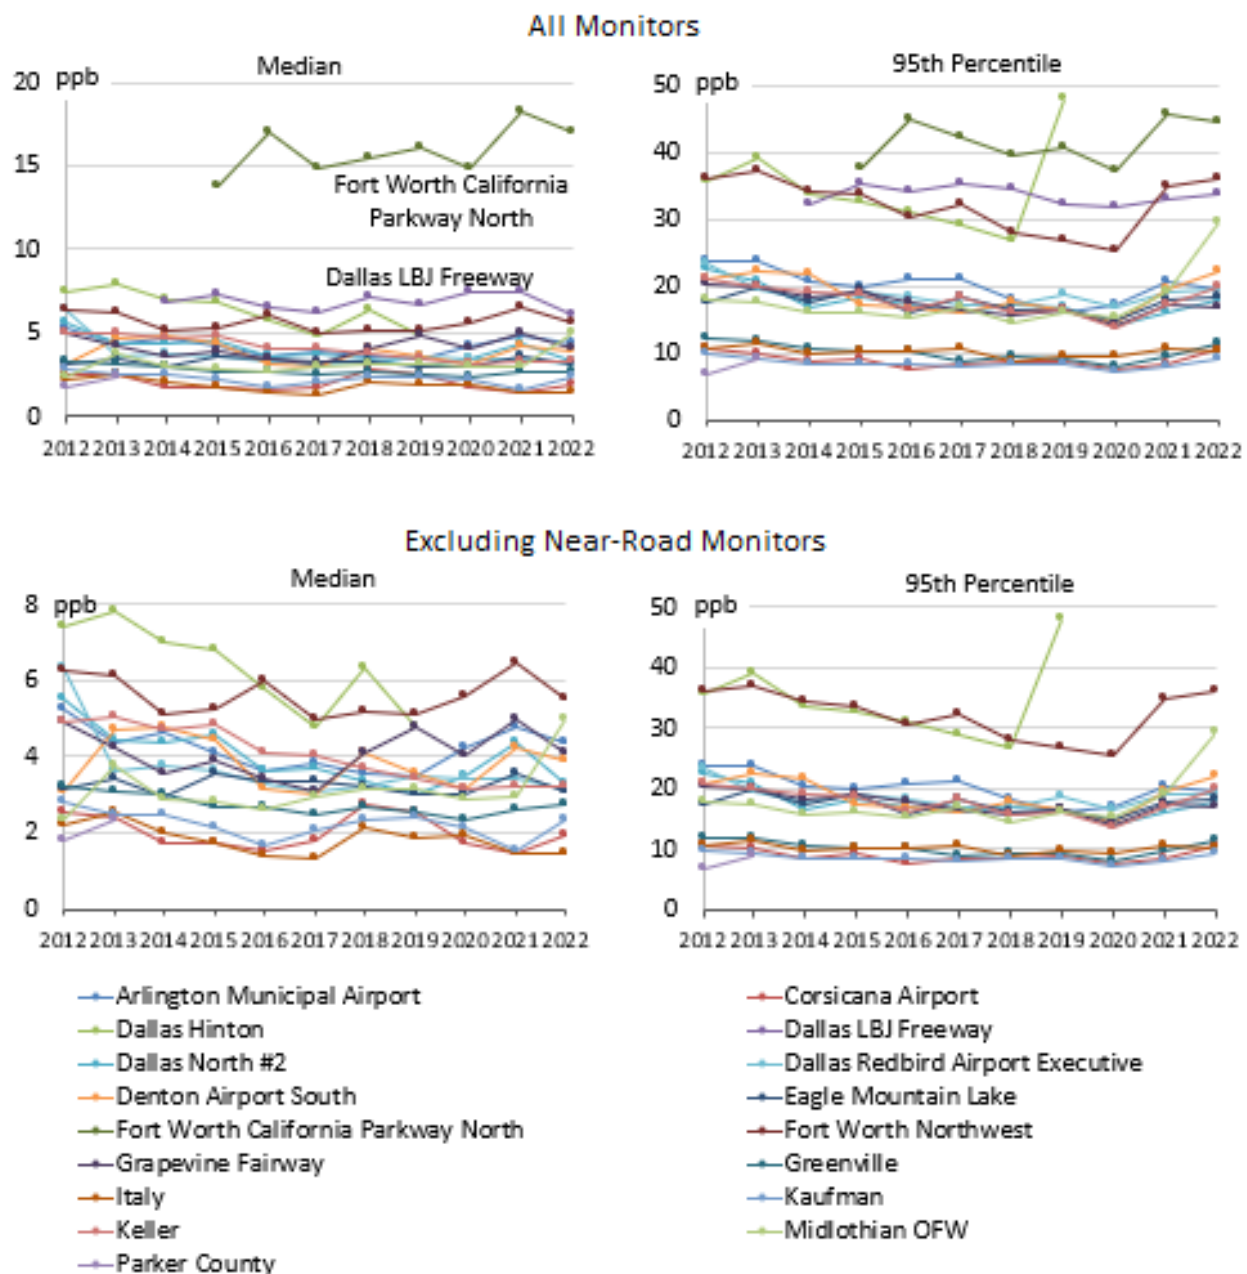 All Monitors
Median
95th Percentile
ppb
ppb
20
15
10
5
0
50
40
30
20
10
0
Fort Worth California
Parkway North
Dallas LBJ Freeway
2012 2013 2014 2015 2016 2017 2018 2019 2020 2021 2022
2012 2013 2014 2015 2016 2017 2018 2019 2020 2021 2022
Excluding Near-Road Monitors
Median
95th Percentile
ppb
ppb
8
6
4
2
0
50
40
30
20
10
0
2012 2013 2014 2015 2016 2017 2018 2019 2020 2021 2022
2012 2013 2014 2015 2016 2017 2018 2019 2020 2021 2022
Arlington Municipal Airport
Corsicana Airport
Dallas Hinton
Dallas LBJ Freeway
Dallas North #2
Dallas Redbird Airport Executive
Denton Airport South
Eagle Mountain Lake
Fort Worth California Parkway North
Fort Worth Northwest
Grapevine Fairway
Greenville
Italy
Kaufman
Keller
Midlothian OFW
Parker County